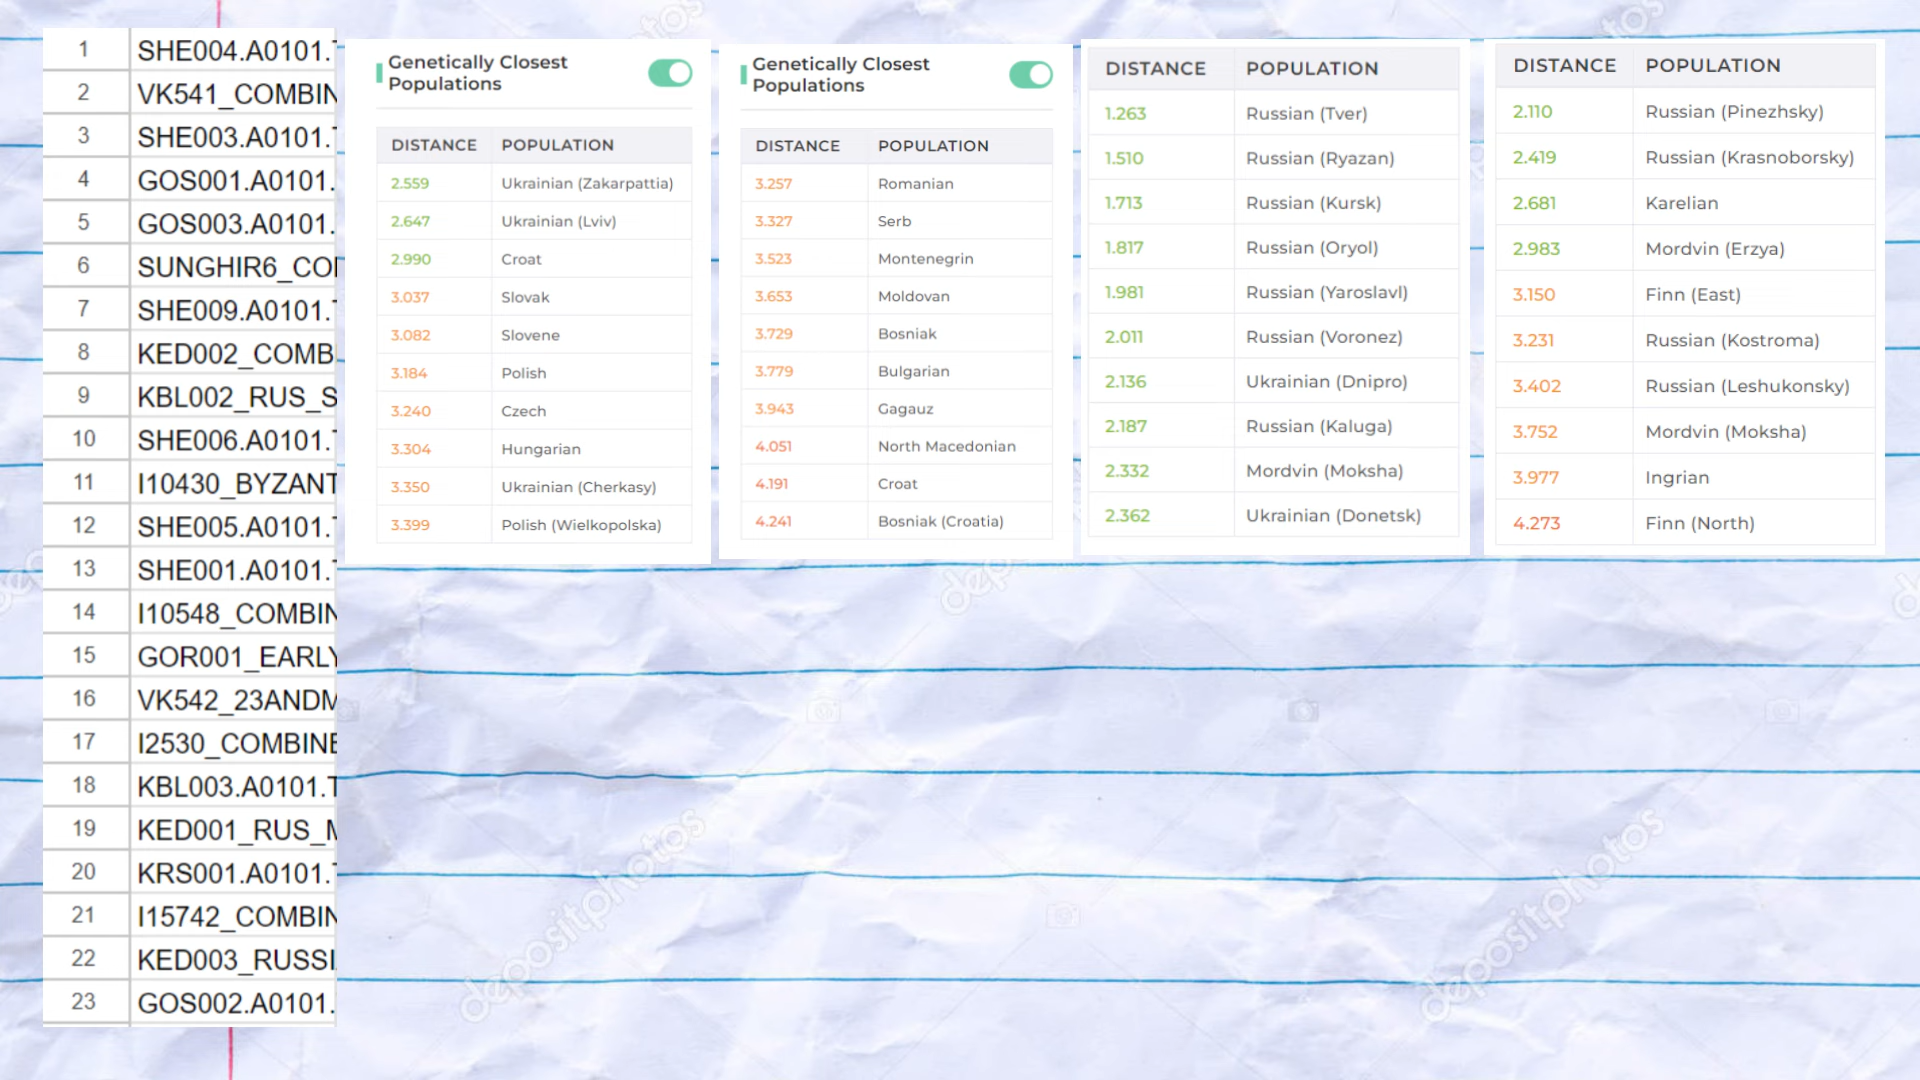 1 SHE004.A0101.
2 VK541_COMBIN
3 SHE003.A0101.
4 GOS001.A0101.
5 GOS003.A0101.
6 SUNGHIR6_CO
7 SHE009.A0101.
8 KED002_COMB
9 KBL002_RUS_S
10 SHE006.A0101.
11 I10430_BYZANT
12 SHE005.A0101.
13 SHE001.A0101.
14 I10548_COMBIN
15 GOR001_EARLY
16 VK542_23ANDM
17 I2530_COMBINE
18 KBL003.A0101.T
19 KED001_RUS_M
20 KRS001.A0101.
21 I15742_COMBIN
22 KED003_RUSSI
23 GOS002.A0101.
Genetically Closest
Populations
DISTANCE POPULATION
2.559 Ukrainian (Zakarpattia)
2.647 Ukrainian (Lviv)
2.990 Croat
3.037 Slovak
3.082 Slovene
3.184 Polish
3.240 Czech
3.304 Hungarian
3.350 Ukrainian (Cherkasy)
3.399 Polish (Wielkopolska)
Genetically Closest
Populations
DISTANCE POPULATION
3.257 Romanian
3.327 Serb
3.523 Montenegrin
3.653 Moldovan
3.729 Bosniak
3.779 Bulgarian
3.943 Gagauz
4.051 North Macedonian
4.191 Croat
4.241 Bosniak (Croatia)
DISTANCE POPULATION
1.263 Russian (Tver)
1.510 Russian (Ryazan)
1.713 Russian (Kursk)
1.817 Russian (Oryol)
1.981 Russian (Yaroslavl)
2.011 Russian (Voronez)
2.136 Ukrainian (Dnipro)
2.187 Russian (Kaluga)
2.332 Mordvin (Moksha)
2.362 Ukrainian (Donetsk)
DISTANCE POPULATION
2.110 Russian (Pinezhsky)
2.419 Russian (Krasnoborsky)
2.681 Karelian
2.983 Mordvin (Erzya)
3.150 Finn (East)
3.231 Russian (Kostroma)
3.402 Russian (Leshukonsky)
3.752 Mordvin (Moksha)
3.977 Ingrian
4.273 Finn (North)
depositphotos
depositphotos